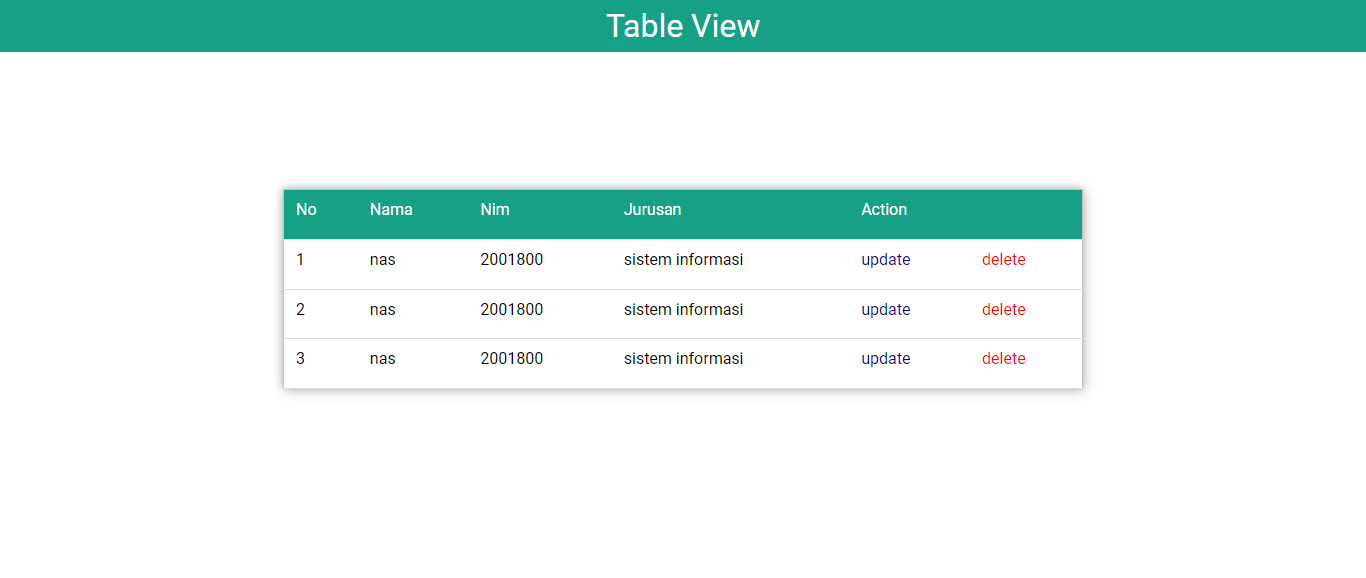 Table View
No Nama Nim Jurusan Action
1 nas 2001800 sistem informasi update delete
2 nas 2001800 sistem informasi update delete
3 nas 2001800 sistem informasi update delete